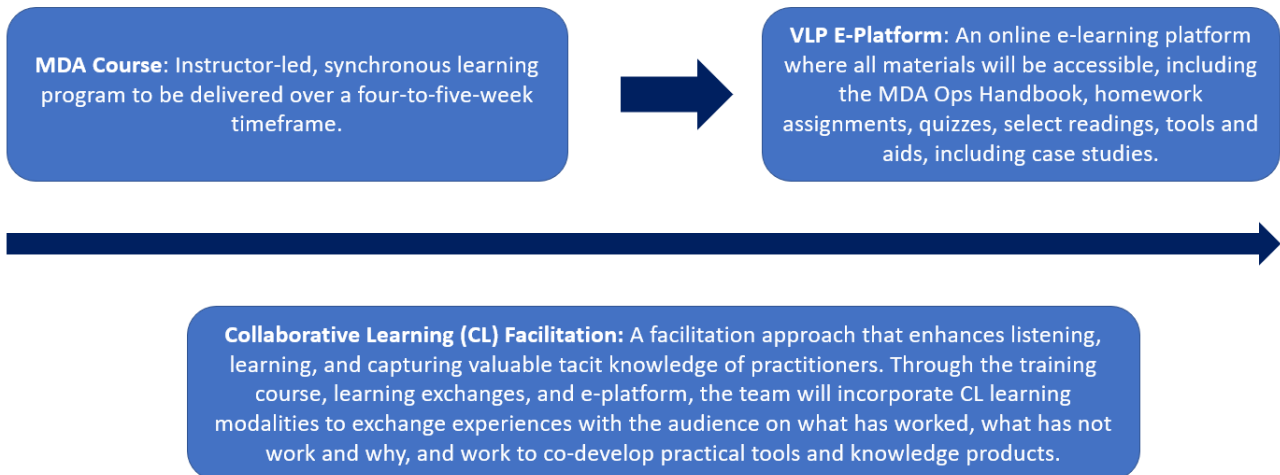 MDA Course: Instructor-led, synchronous learning
program to be delivered over a four-to-five-week
timeframe.
VLP E-Platform: An online e-learning platform
where all materials will be accessible, including
the MDA Ops Handbook, homework
assignments, quizzes, select readings, tools and
aids, including case studies.
Collaborative Learning (CL) Facilitation: A facilitation approach that enhances listening,
learning, and capturing valuable tacit knowledge of practitioners. Through the training
course, learning exchanges, and e-platform, the team will incorporate CL learning
modalities to exchange experiences with the audience on what has worked, what has not
work and why, and work to co-develop practical tools and knowledge products.